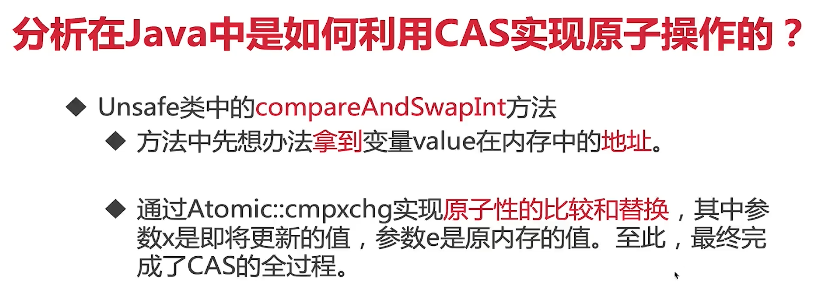 分析在Java中是如何利用CAS实现原子操作的？
Unsafe类中的compareAndSwapInt方法
方法中先想办法拿到变量value在内存中的地址。
通过Atomic::cmpxchg实现原子性的比较和替换，其中参
数x是即将更新的值，参数e是原内存的值。至此，最终完
成了CAS的全过程。